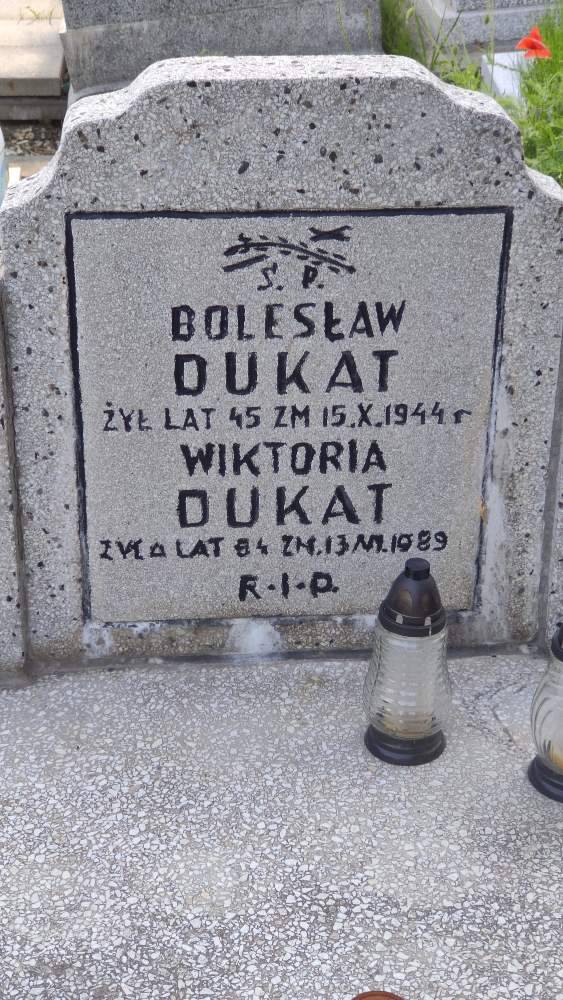 Ś. P.
BOLESŁAW
DUKAT
ŻYŁ LAT 45 ZM 15.X.1944 r
WIKTORIA
DUKAT
ŻYŁA LAT 84 ZM.13.VI.1989
R.I.P.